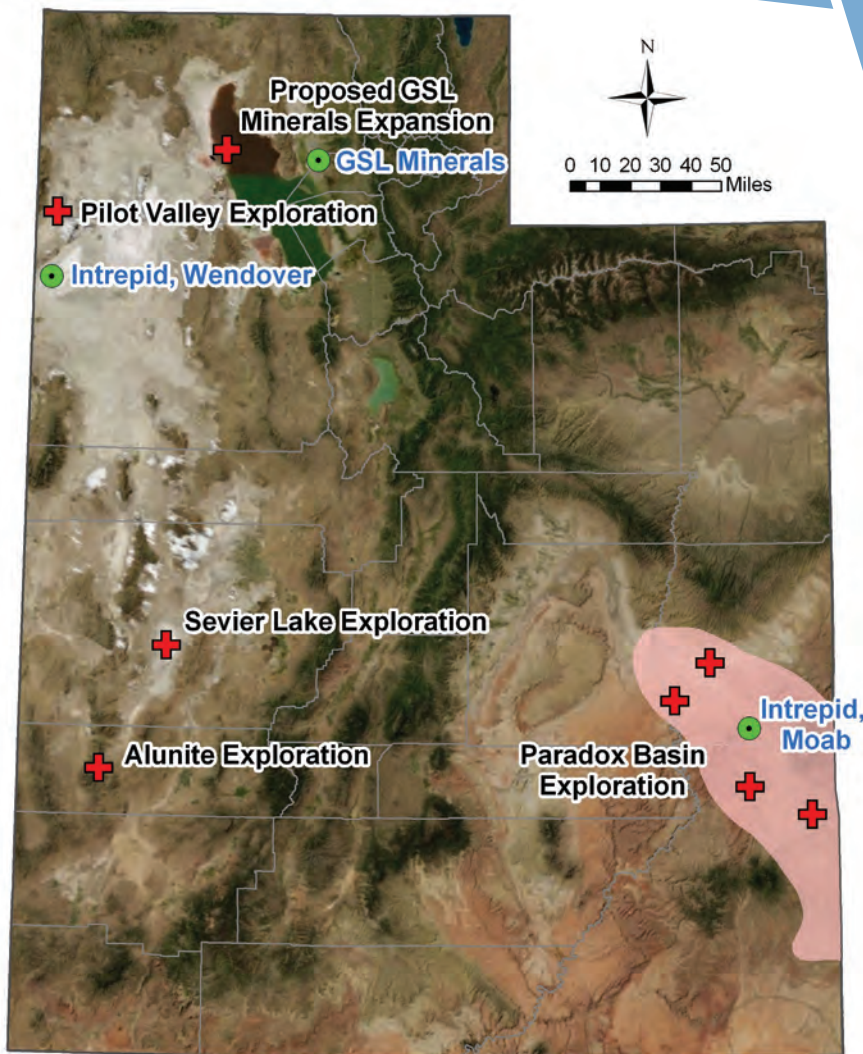 N
Proposed GSL
Minerals Expansion
GSL Minerals
0 10 20 30 40 50
Miles
Pilot Valley Exploration
Intrepid, Wendover
Sevier Lake Exploration
Intrepid,
Moab
Alunite Exploration
Paradox Basin
Exploration